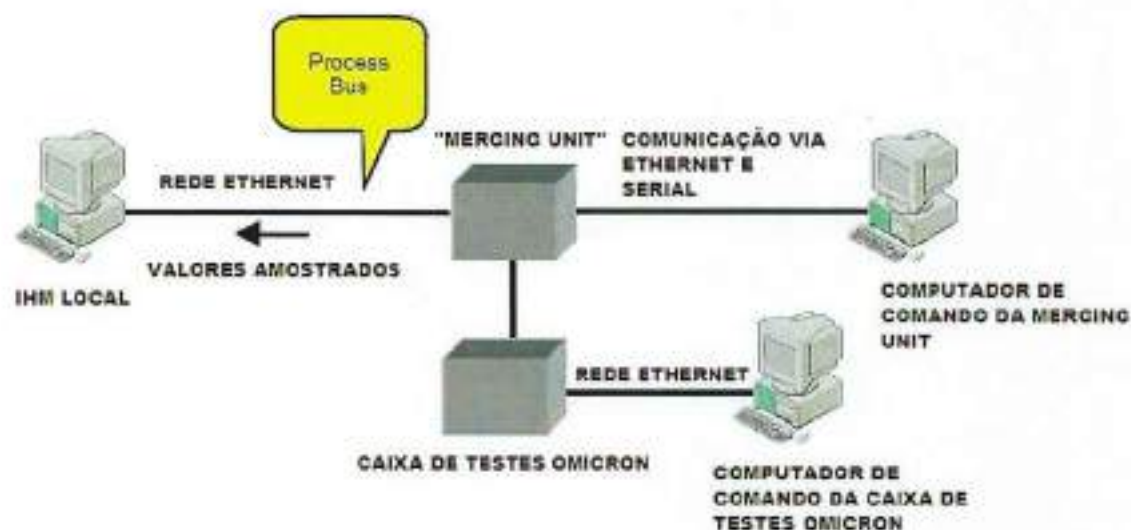 Process
Bus
"MERGING UNIT"
COMUNICAÇÃO VIA
ETHERNET E
SERIAL
REDE ETHERNET
VALORES AMOSTRADOS
IHM LOCAL
COMPUTADOR DE
COMANDO DA MERGING
UNIT
REDE ETHERNET
CAIXA DE TESTES OMICRON
COMPUTADOR DE
COMANDO DA CAIXA DE
TESTES OMICRON